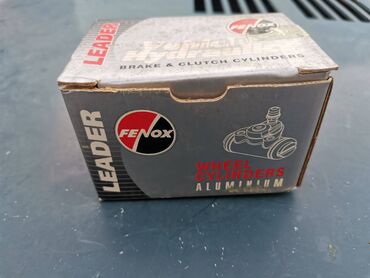 LEADER
FENOX
BRAKE & CLUTCH CYLINDERS
LEADER
FENOX
WHEEL
CYLINDERS
ALUMINIUM